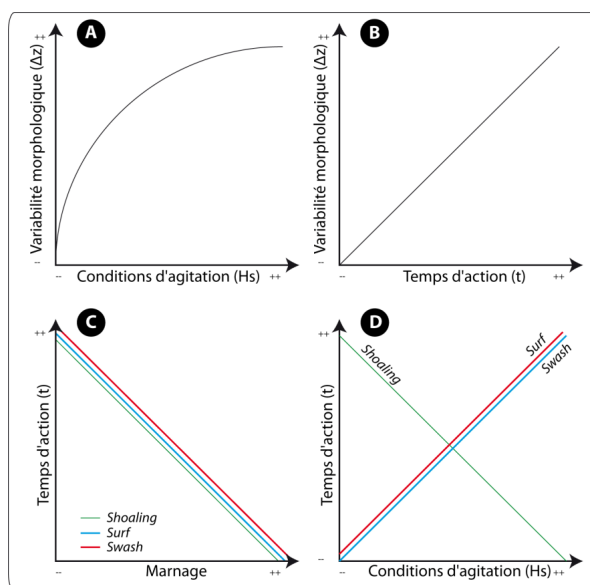 A
++
Variabilité morphologique (Δz)
--
--
Conditions d'agitation (Hs)
++
B
++
Variabilité morphologique (Δz)
--
--
Temps d'action (t)
++
C
++
Temps d'action (t)
Shoaling
Surf
Swash
--
Marnage
++
D
++
Temps d'action (t)
Shoaling
Surf
Swash
--
--
Conditions d'agitation (Hs)
++